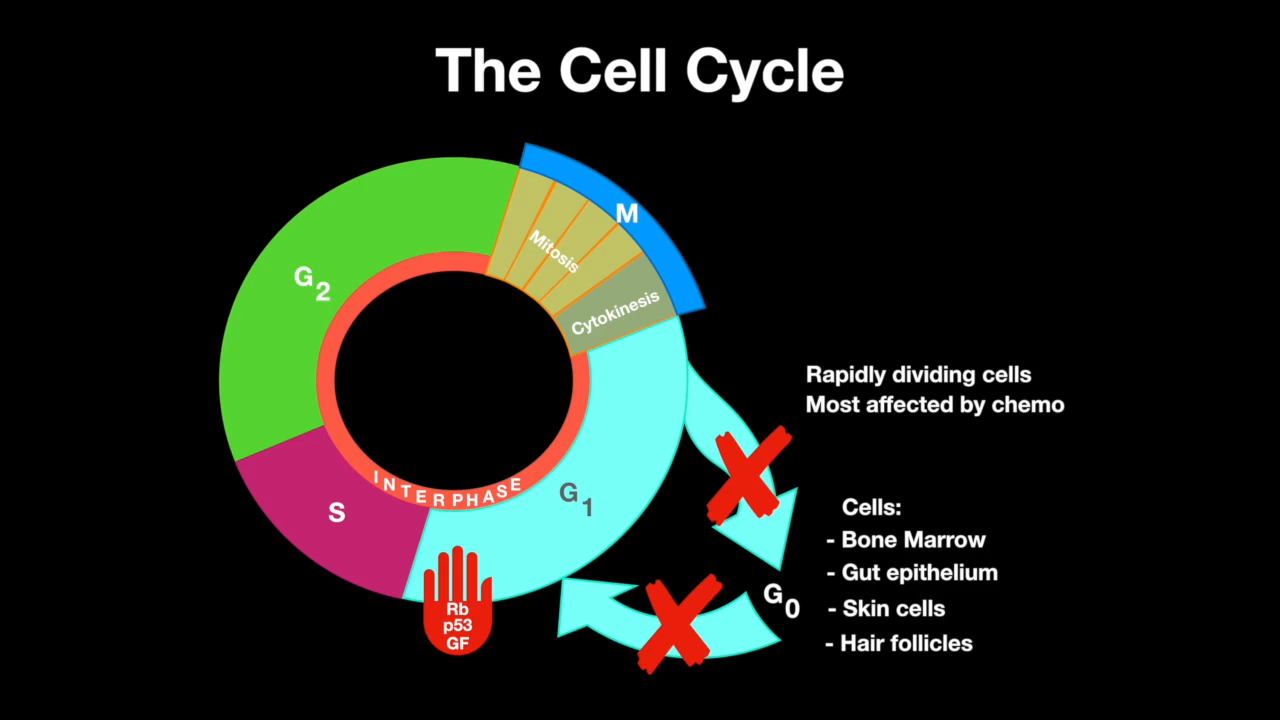 The Cell Cycle
M
Mitosis
Cytokinesis
G2
Rapidly dividing cells
Most affected by chemo
INTERPHASE
G1
S
Cells:
- Bone Marrow
- Gut epithelium
G0
- Skin cells
- Hair follicles
Rb
p53
GF